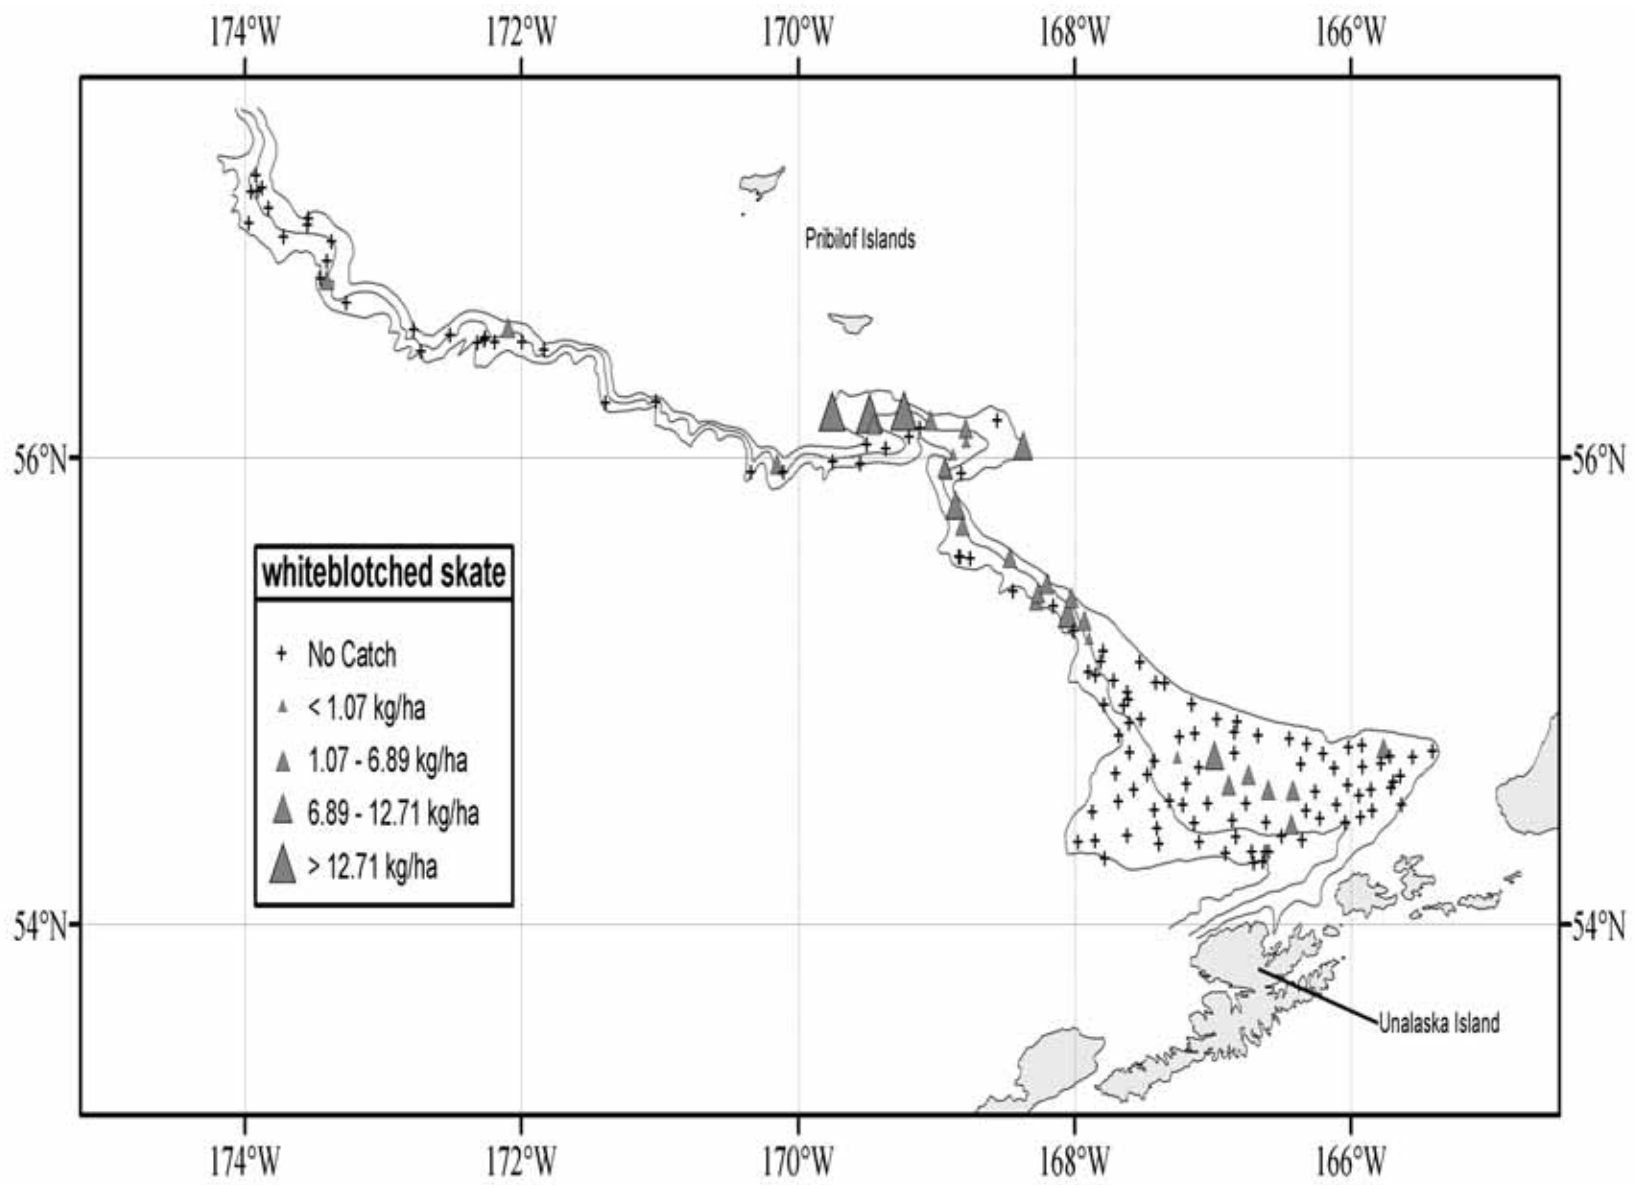 174°W 172°W 170°W 168°W 166°W
Pribilof Islands
56°N 56°N
whiteblotched skate
No Catch
< 1.07 kg/ha
1.07 - 6.89 kg/ha
6.89 - 12.71 kg/ha
> 12.71 kg/ha
54°N 54°N
Unalaska Island
174°W 172°W 170°W 168°W 166°W